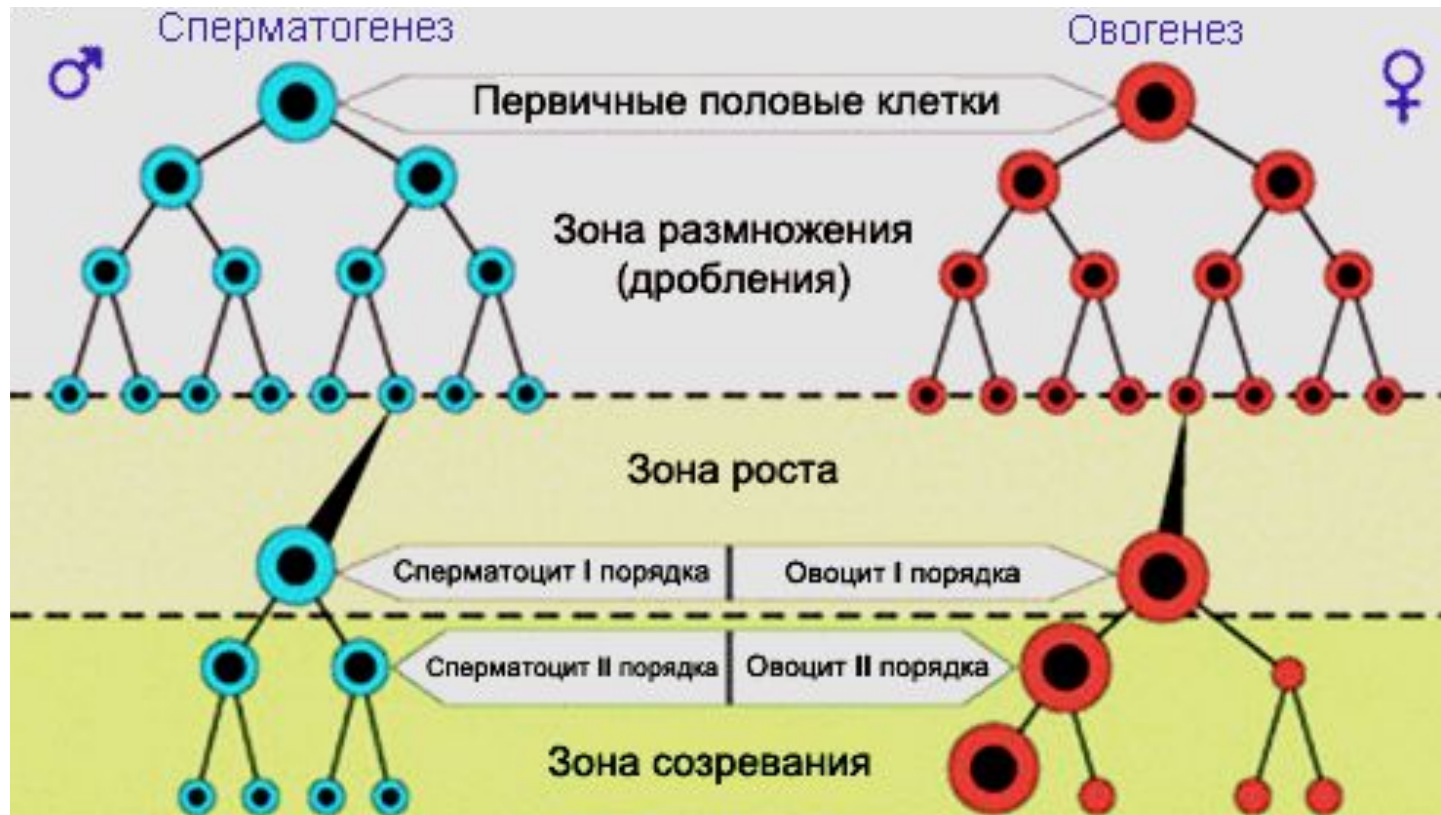 Сперматогенез
Овогенез
Первичные половые клетки
Зона размножения
(дробления)
Зона роста
Сперматоцит I порядка
Овоцит I порядка
Сперматоцит II порядка
Овоцит II порядка
Зона созревания